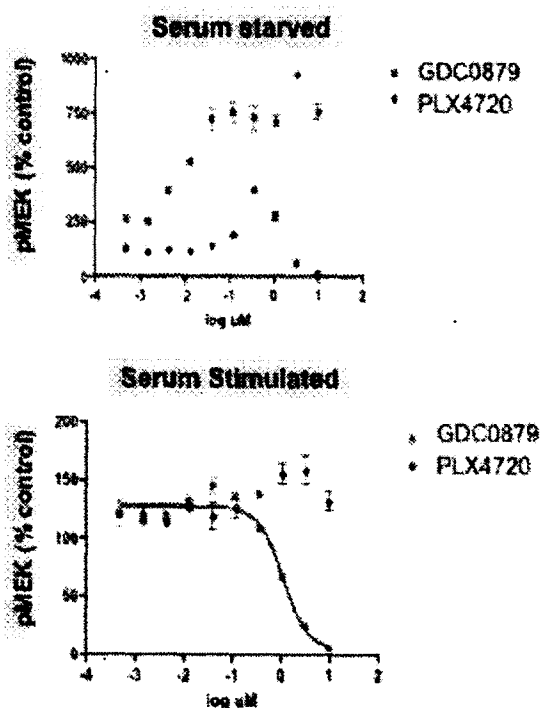 Serum starved
pMEK (% control)
1000
750
500
250
0
-4 -3 -2 -1 0 1 2
log uM
GDC0879
PLX4720
Serum Stimulated
pMEK (% control)
200
150
100
50
0
-4 -3 -2 -1 0 1 2
log uM
GDC0879
PLX4720